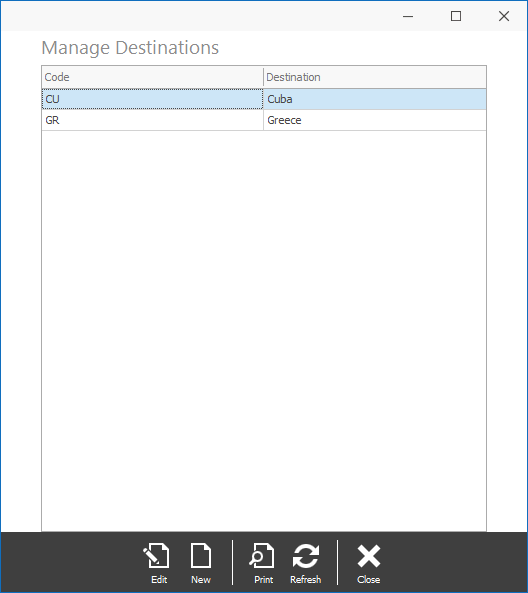 Manage Destinations
Code Destination
CU Cuba
GR Greece
Edit New Print Refresh Close